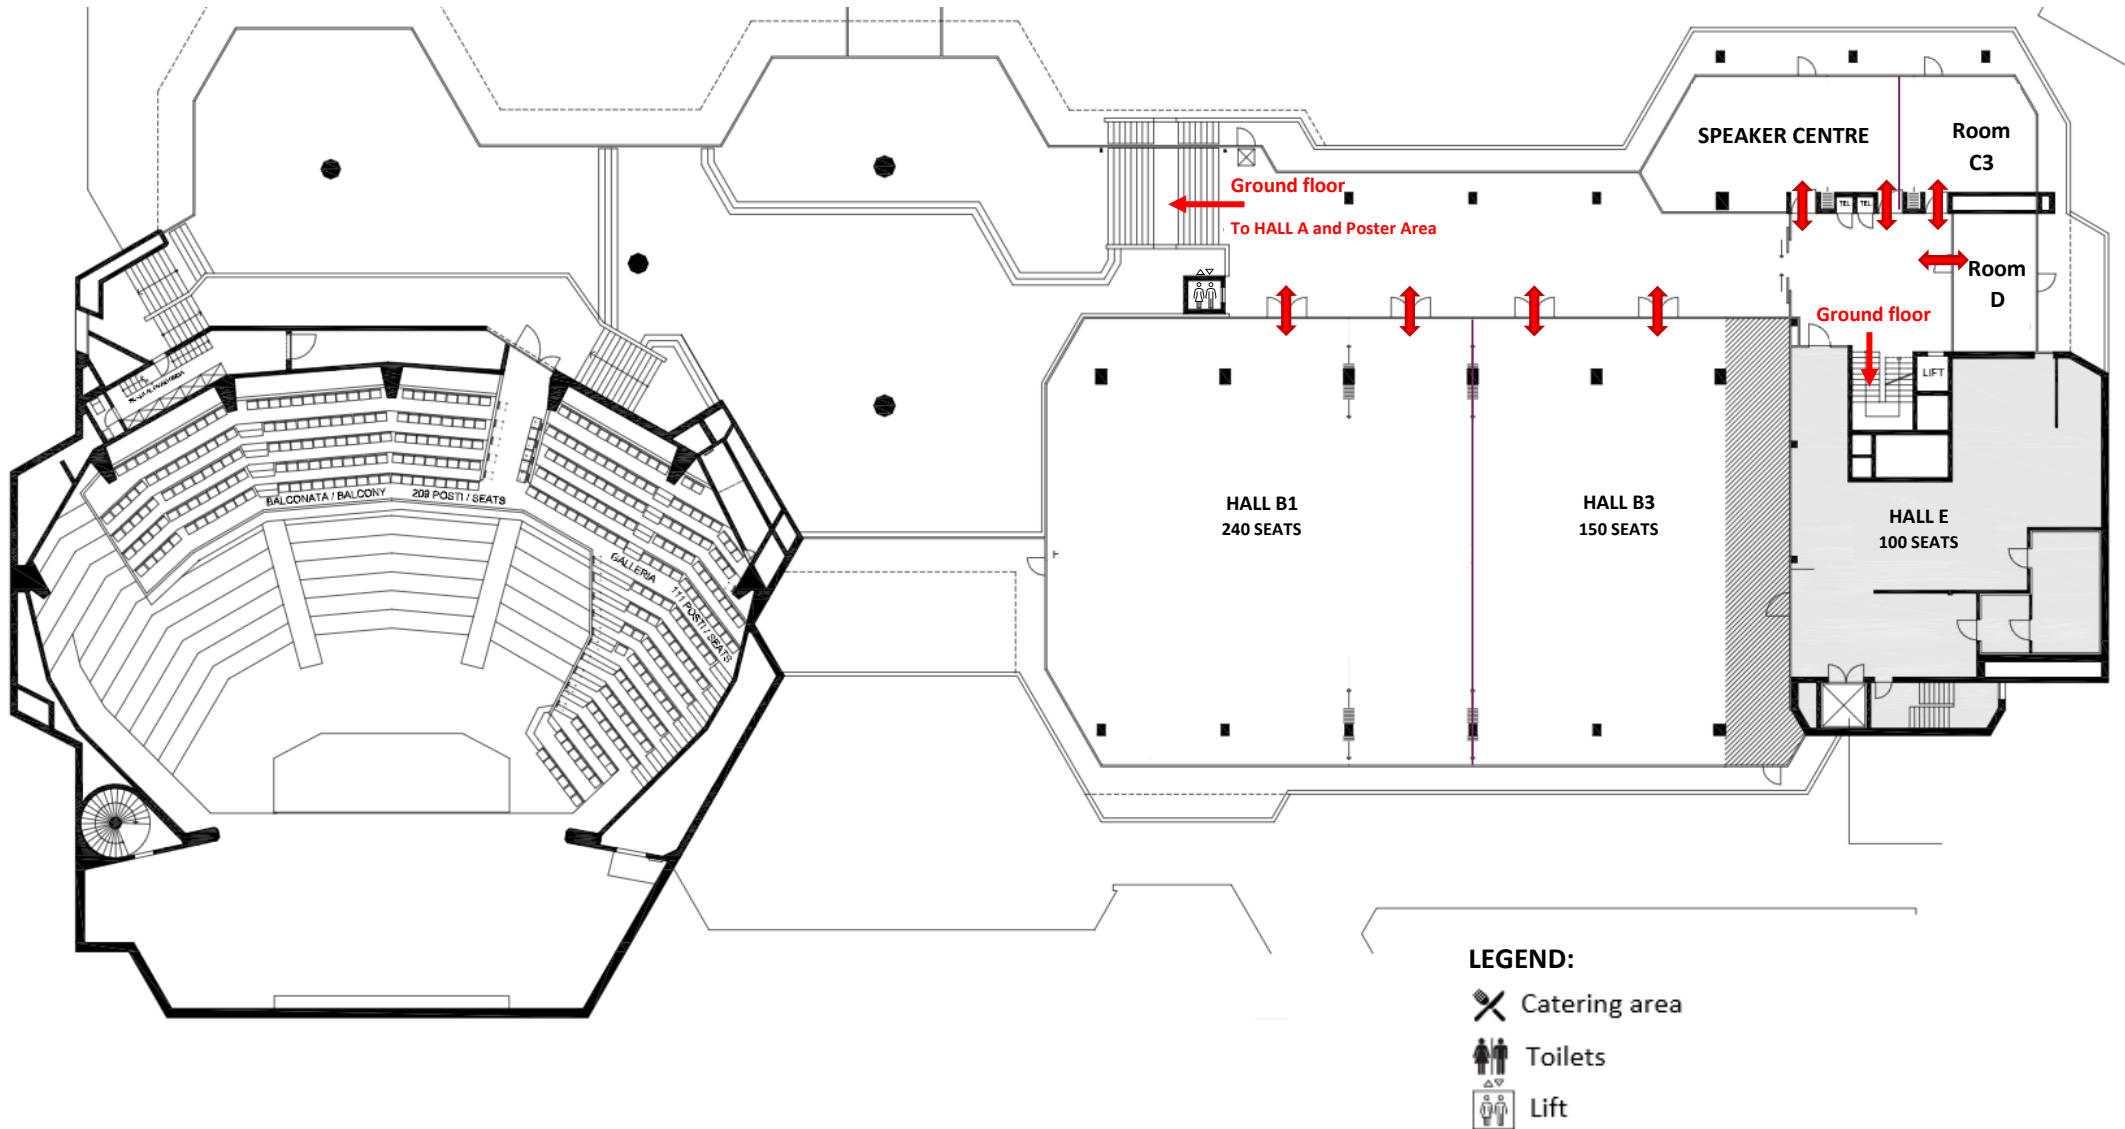 SPEAKER CENTRE
Room
C3
TEL
TEL
Ground floor
To HALL A and Poster Area
Room
D
Ground floor
LIFT
BALCONATA / BALCONY
209 POSTI / SEATS
GALLERIA
111 POSTI / SEATS
HALL B1
240 SEATS
HALL B3
150 SEATS
HALL E
100 SEATS
LEGEND:
Catering area
Toilets
Lift